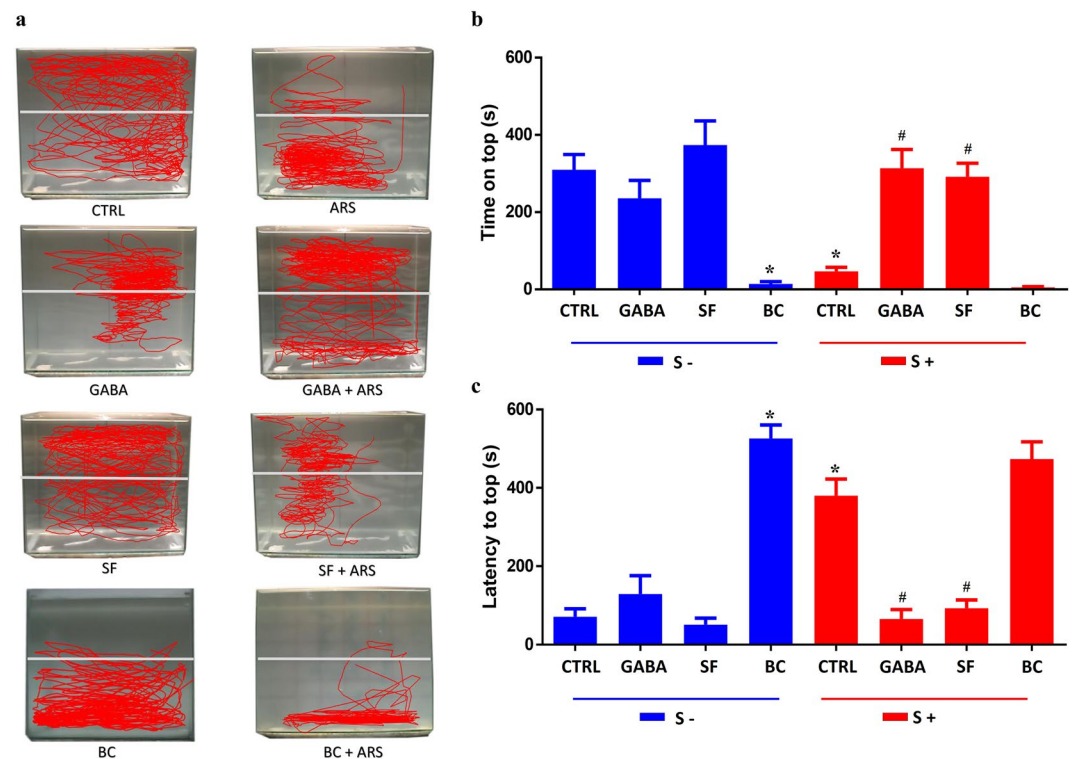 a
CTRL
ARS
GABA
GABA + ARS
SF
SF + ARS
BC
BC + ARS
b
Time on top (s)
600
400
200
0
*
*
#
#
CTRL GABA SF BC CTRL GABA SF BC
S - S +
c
Latency to top (s)
600
400
200
0
*
*
#
#
CTRL GABA SF BC CTRL GABA SF BC
S - S +